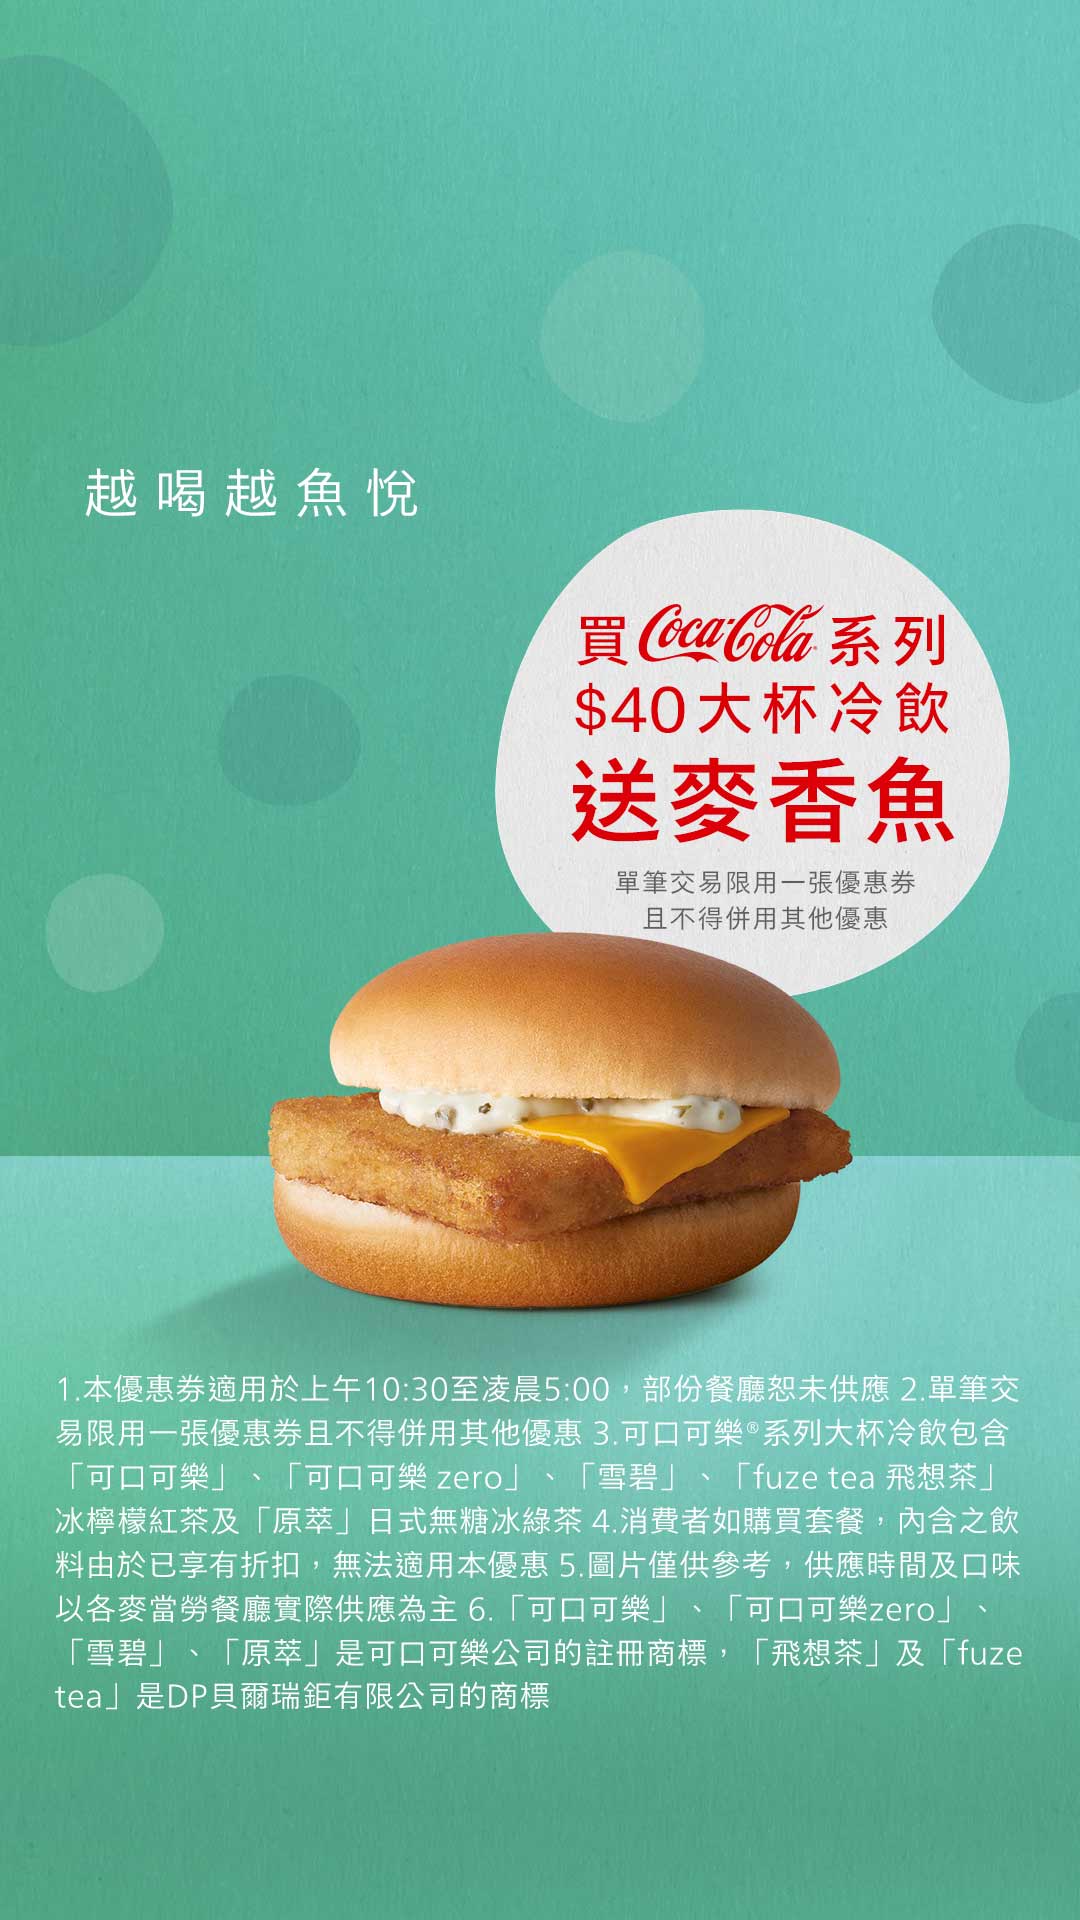 越喝越魚悅
買Coca-Cola系列
$40大杯冷飲
送麥香魚
單筆交易限用一張優惠券
且不得併用其他優惠
1.本優惠券適用於上午10:30至凌晨5:00，部份餐廳恕未供應 2.單筆交
易限用一張優惠券且不得併用其他優惠 3.可口可樂®系列大杯冷飲包含
「可口可樂」、「可口可樂 zero」、「雪碧」、「fuze tea 飛想茶」
冰檸檬紅茶及「原萃」日式無糖冰綠茶 4.消費者如購買套餐，內含之飲
料由於已享有折扣，無法適用本優惠 5.圖片僅供參考，供應時間及口味
以各麥當勞餐廳實際供應為主 6.「可口可樂」、「可口可樂zero」、
「雪碧」、「原萃」是可口可樂公司的註冊商標，「飛想茶」及「fuze
tea」是DP貝爾瑞鉅有限公司的商標